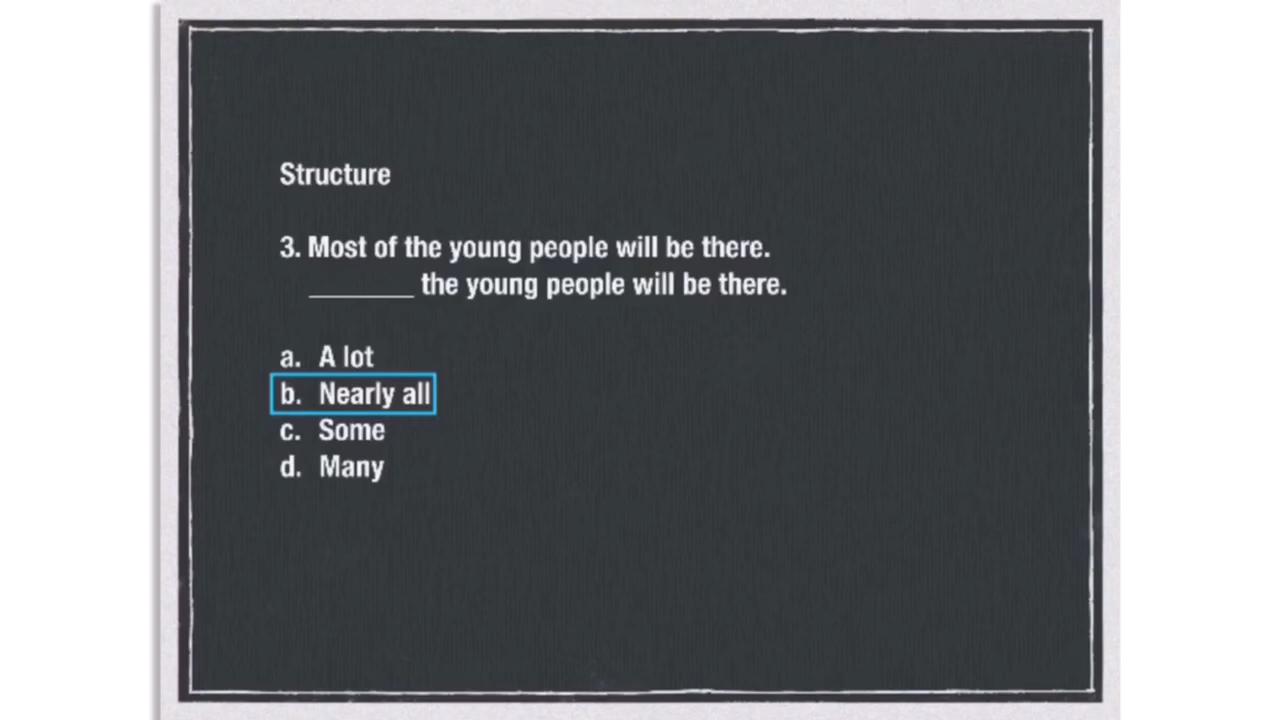 Structure
3. Most of the young people will be there.
________ the young people will be there.
a. A lot
b. Nearly all
c. Some
d. Many